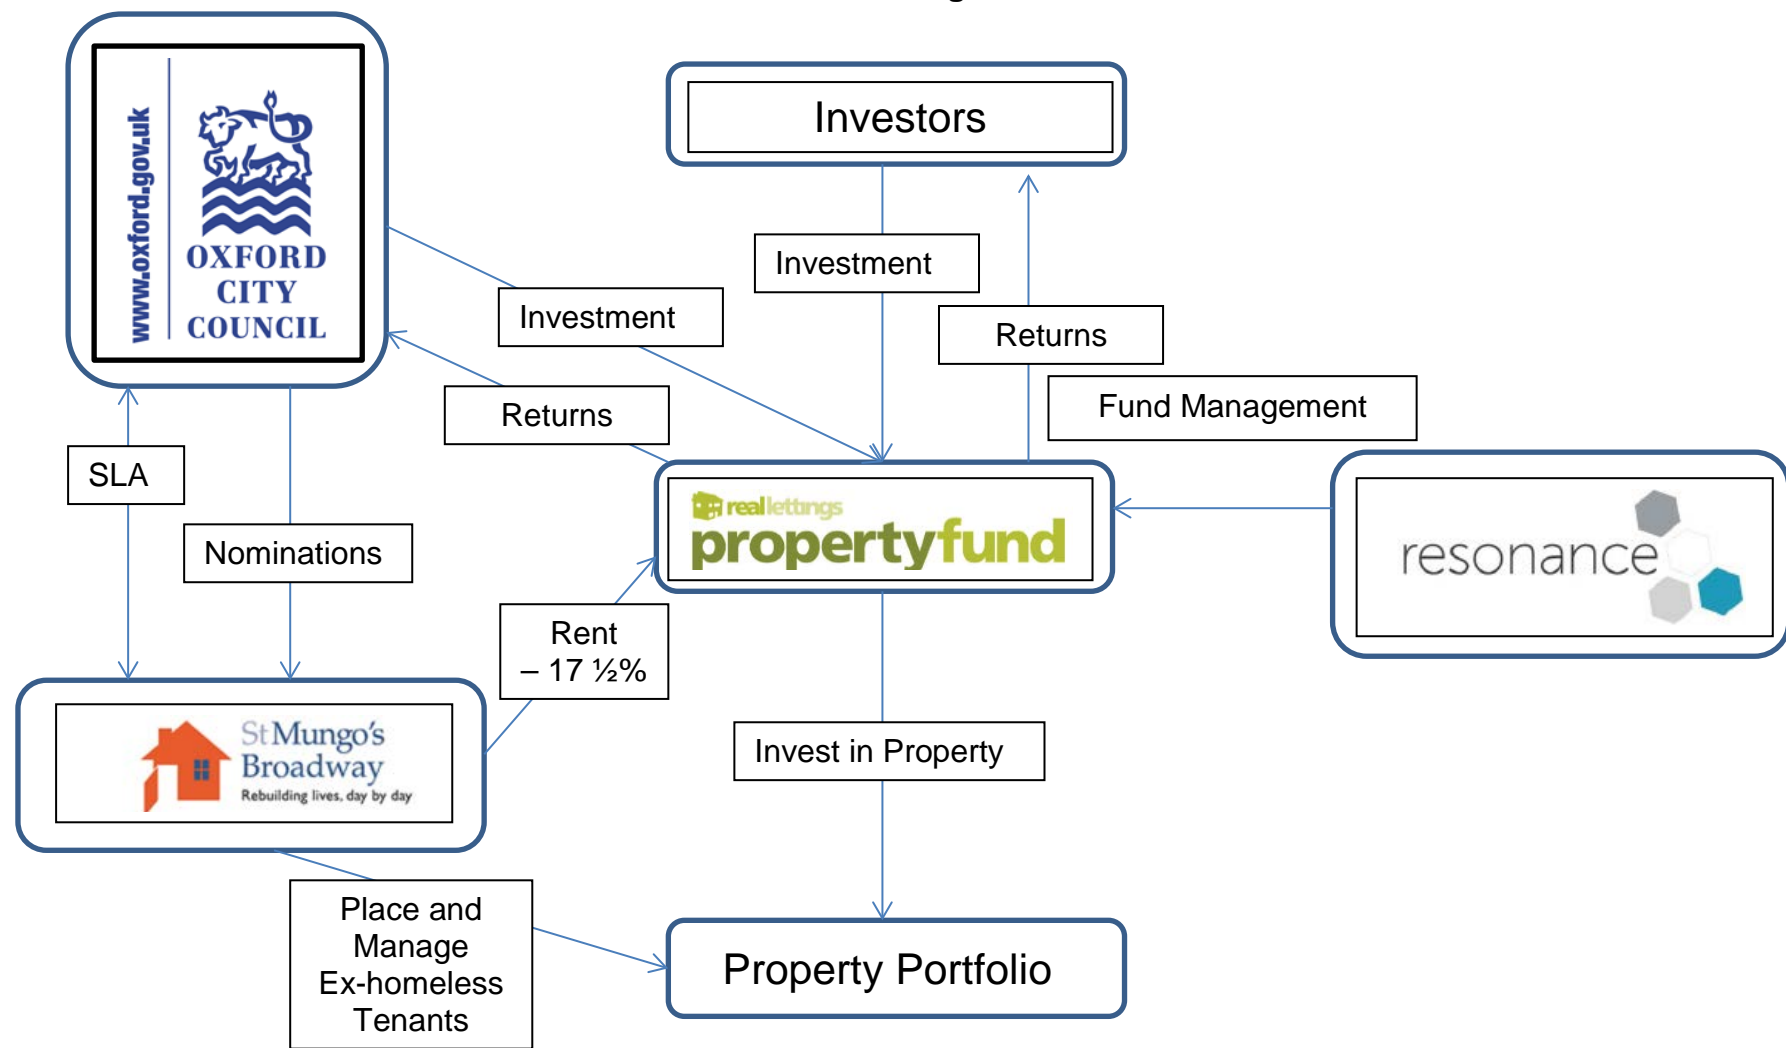 g
www.oxford.gov.uk
OXFORD
CITY
COUNCIL
Investors
Investment
Investment
Returns
Returns
Fund Management
SLA
Nominations
real lettings
propertyfund
resonance
Rent
– 17 ½%
StMungo's
Broadway
Rebuilding lives, day by day
Invest in Property
Place and
Manage
Ex-homeless
Tenants
Property Portfolio